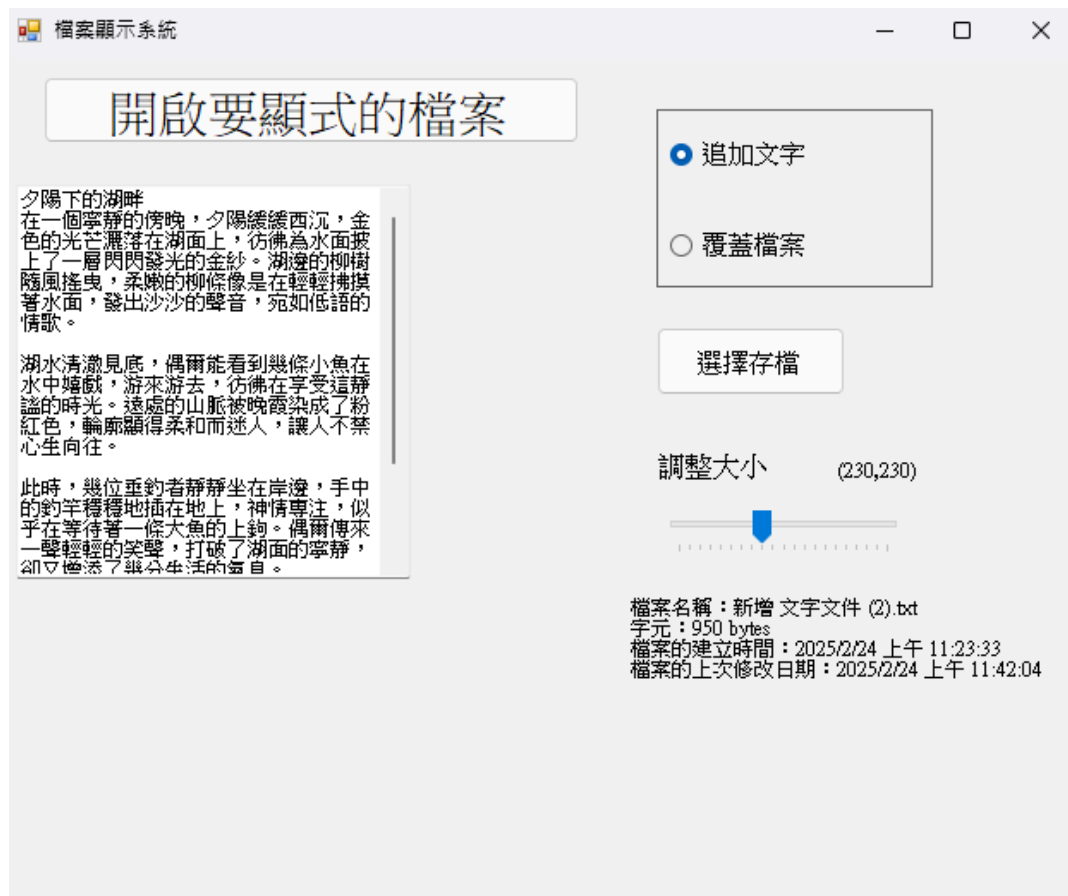 檔案顯示系統
開啟要顯式的檔案
追加文字
覆蓋檔案
選擇存檔
調整大小
(230,230)
夕陽下的湖畔
在一個寧靜的傍晚，夕陽緩緩西沉，金
色的光芒灑落在湖面上，彷彿為水面披
上了一層閃閃發光的金紗。湖邊的柳樹
隨風搖曳，柔嫩的柳條像是在輕輕拂摸
著水面，發出沙沙的聲音，宛如低語的
情歌。
湖水清澈見底，偶爾能看到幾條小魚在
水中嬉戲，游來游去，彷彿在享受這靜
謐的時光。遠處的山脈被晚霞染成了粉
紅色，輪廓顯得柔和而迷人，讓人不禁
心生向往。
此時，幾位垂釣者靜靜坐在岸邊，手中
的釣竿穩穩地插在地上，神情專注，似
乎在等待著一條大魚的上鉤。偶爾傳來
一聲輕輕的笑聲，打破了湖面的寧靜，
卻又增添了幾分生活的氣息。
檔案名稱：新增 文字文件 (2).txt
字元：950 bytes
檔案的建立時間：2025/2/24 上午 11:23:33
檔案的上次修改日期：2025/2/24 上午 11:42:04